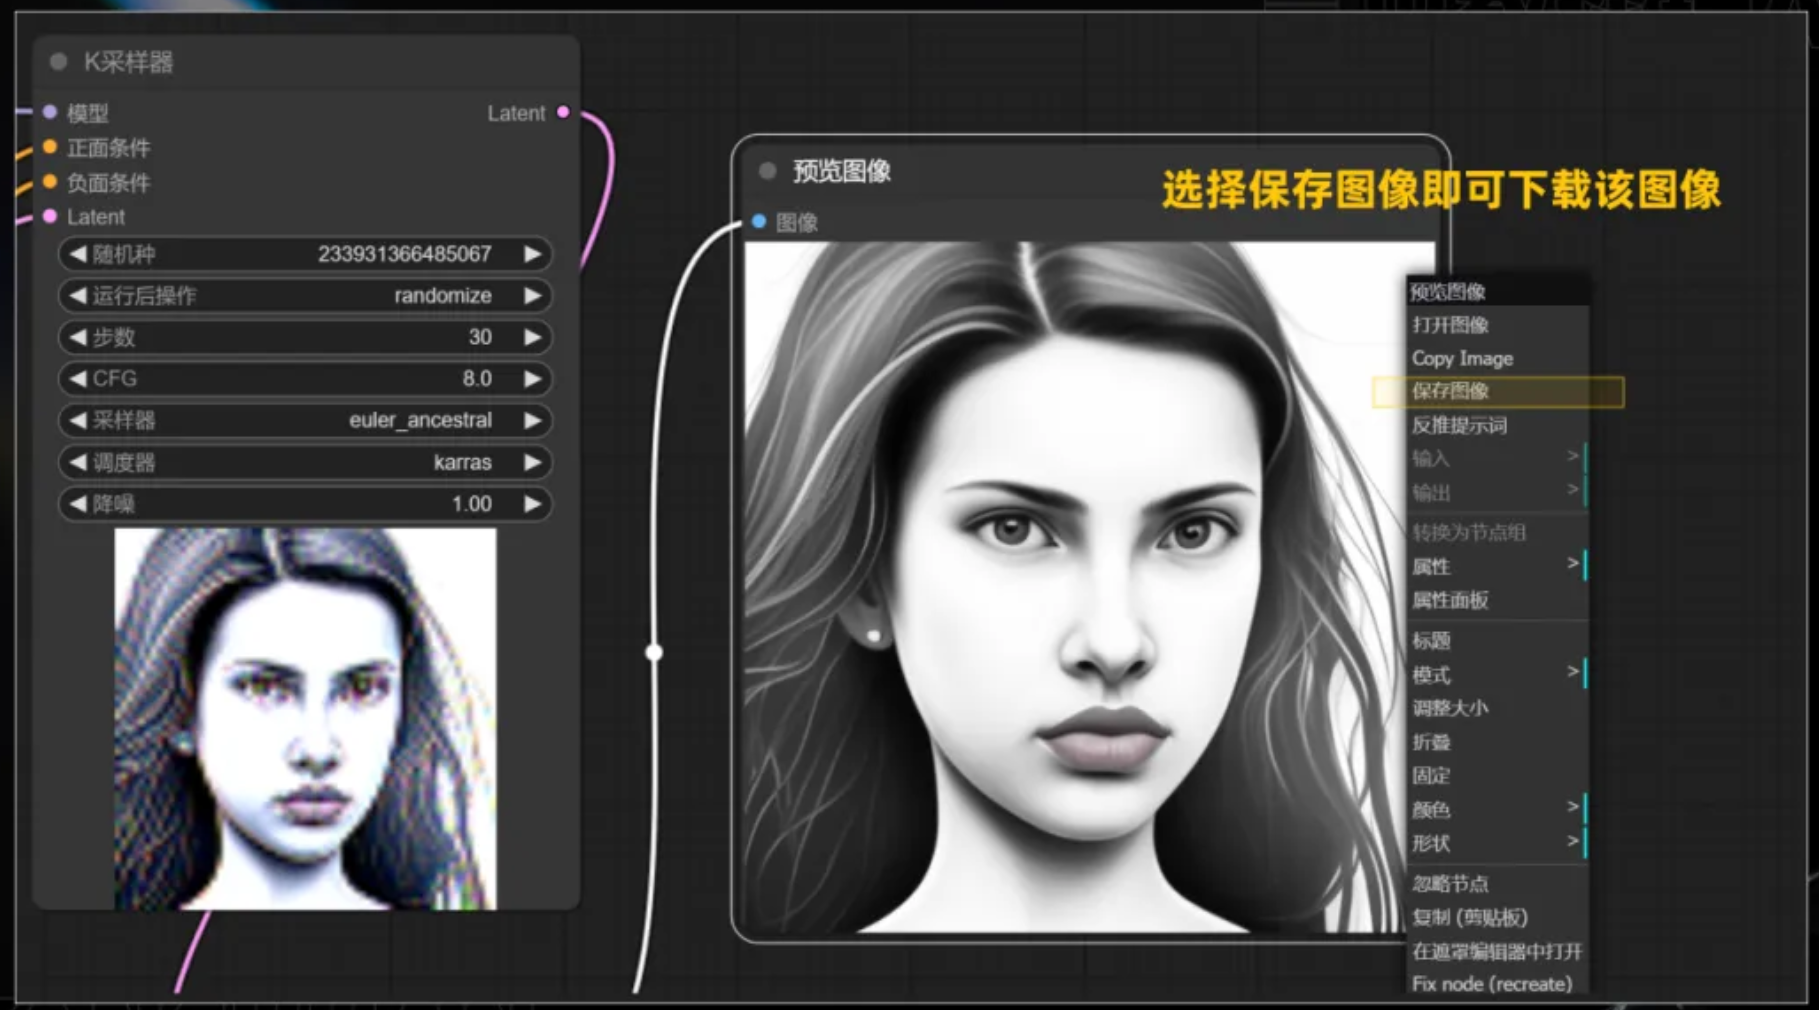 K采样器
模型
Latent
正面条件
负面条件
Latent
随机种 233931366485067
运行后操作 randomize
步数 30
CFG 8.0
采样器 euler_ancestral
调度器 karras
降噪 1.00
预览图像
选择保存图像即可下载该图像
图像
预览图像
打开图像
Copy Image
保存图像
反推提示词
输入 >
输出 >
转换为节点组
属性 >
属性面板
标题
模式 >
调整大小
折叠
固定
颜色 >
形状 >
忽略节点
复制 (剪贴板)
在遮罩编辑器中打开
Fix node (recreate)